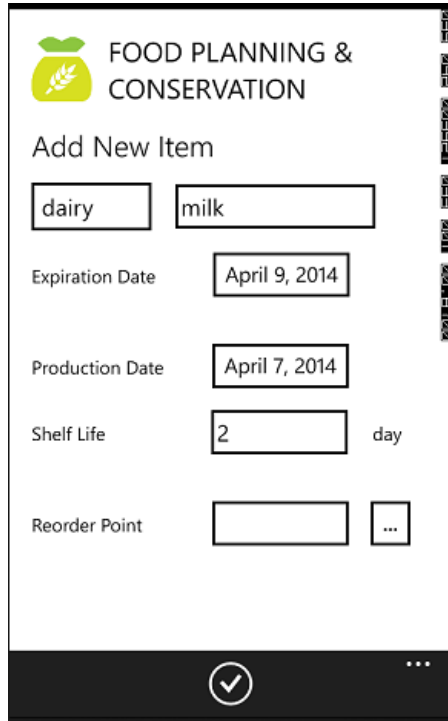 FOOD PLANNING &
CONSERVATION
Add New Item
dairy milk
Expiration Date April 9, 2014
Production Date April 7, 2014
Shelf Life 2 day
Reorder Point ...
...